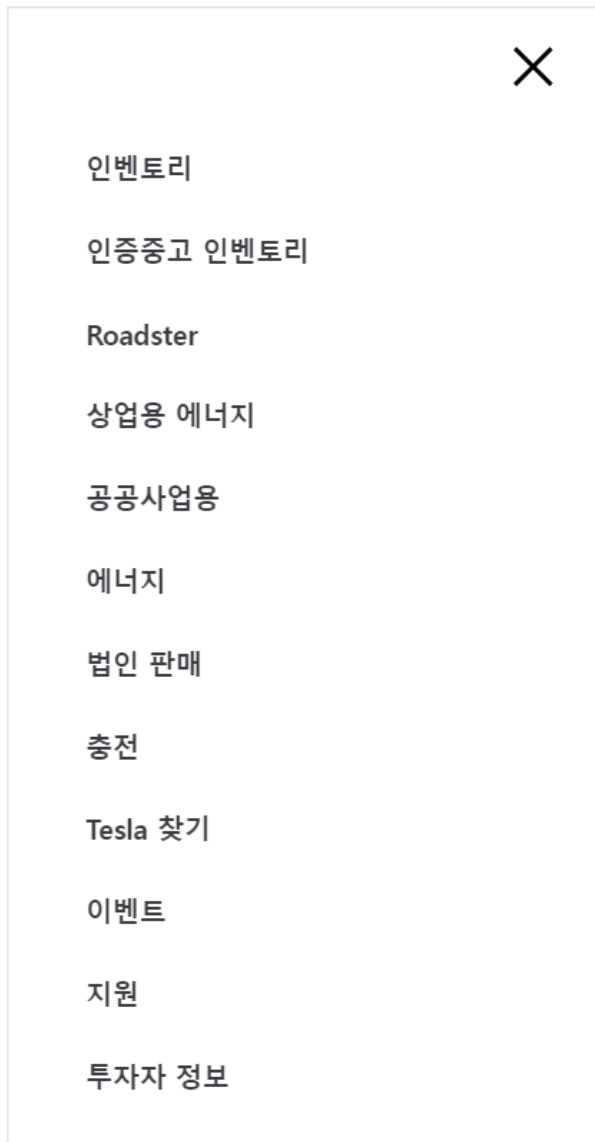 인벤토리
인증중고 인벤토리
Roadster
상업용 에너지
공공사업용
에너지
법인 판매
충전
Tesla 찾기
이벤트
지원
투자자 정보